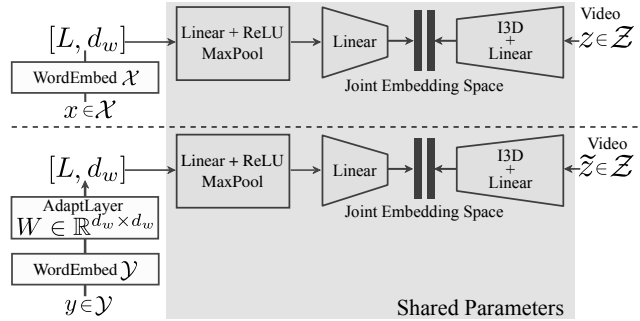 [L, d_w]
Linear + ReLU
MaxPool
Linear
I3D
+
Linear
Video
z ∈ 𝒵
WordEmbed 𝒳
Joint Embedding Space
x ∈ 𝒳
[L, d_w]
Linear + ReLU
MaxPool
Linear
I3D
+
Linear
Video
z̃ ∈ 𝒵
AdaptLayer
W ∈ ℝ^{d_w × d_w}
Joint Embedding Space
WordEmbed 𝒴
y ∈ 𝒴
Shared Parameters